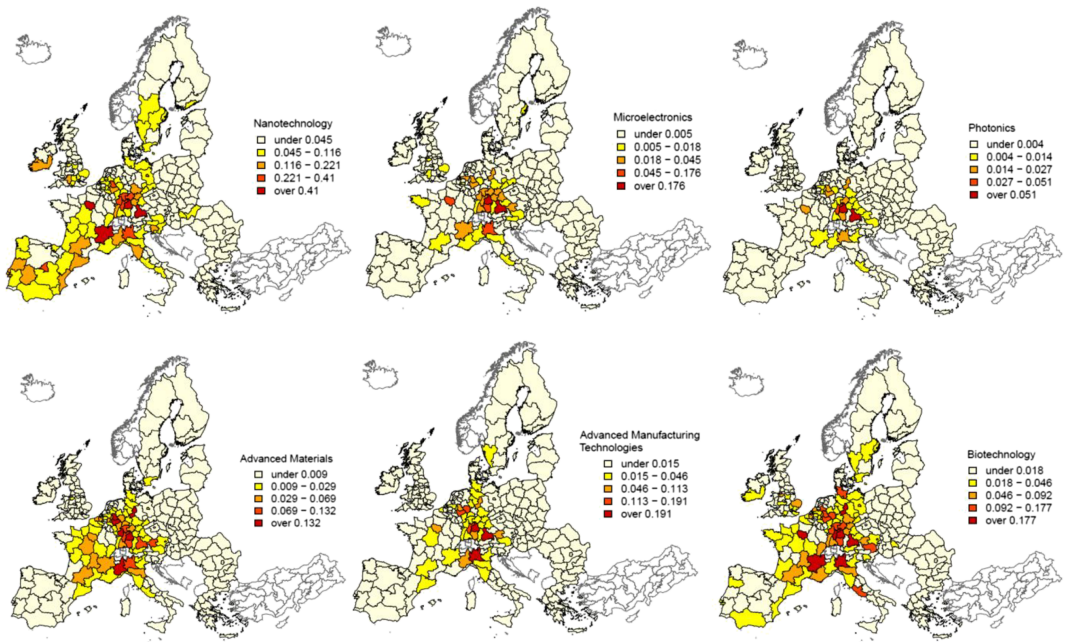 Nanotechnology
under 0.045
0.045 – 0.116
0.116 – 0.221
0.221 – 0.41
over 0.41
Microelectronics
under 0.005
0.005 – 0.018
0.018 – 0.045
0.045 – 0.176
over 0.176
Photonics
under 0.004
0.004 – 0.014
0.014 – 0.027
0.027 – 0.051
over 0.051
Advanced Materials
under 0.009
0.009 – 0.029
0.029 – 0.069
0.069 – 0.132
over 0.132
Advanced Manufacturing
Technologies
under 0.015
0.015 – 0.046
0.046 – 0.113
0.113 – 0.191
over 0.191
Biotechnology
under 0.018
0.018 – 0.046
0.046 – 0.092
0.092 – 0.177
over 0.177